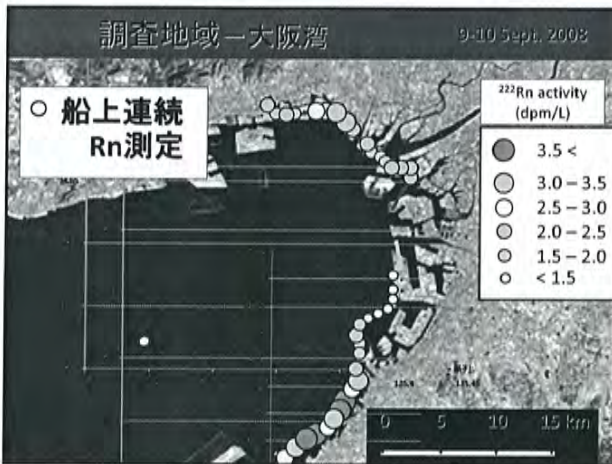 調査地域－大阪湾
9-10 Sept. 2008
○ 船上連続
Rn測定
²²²Rn activity
(dpm/L)
3.5 <
3.0 – 3.5
2.5 – 3.0
2.0 – 2.5
1.5 – 2.0
< 1.5
0 5 10 15 km